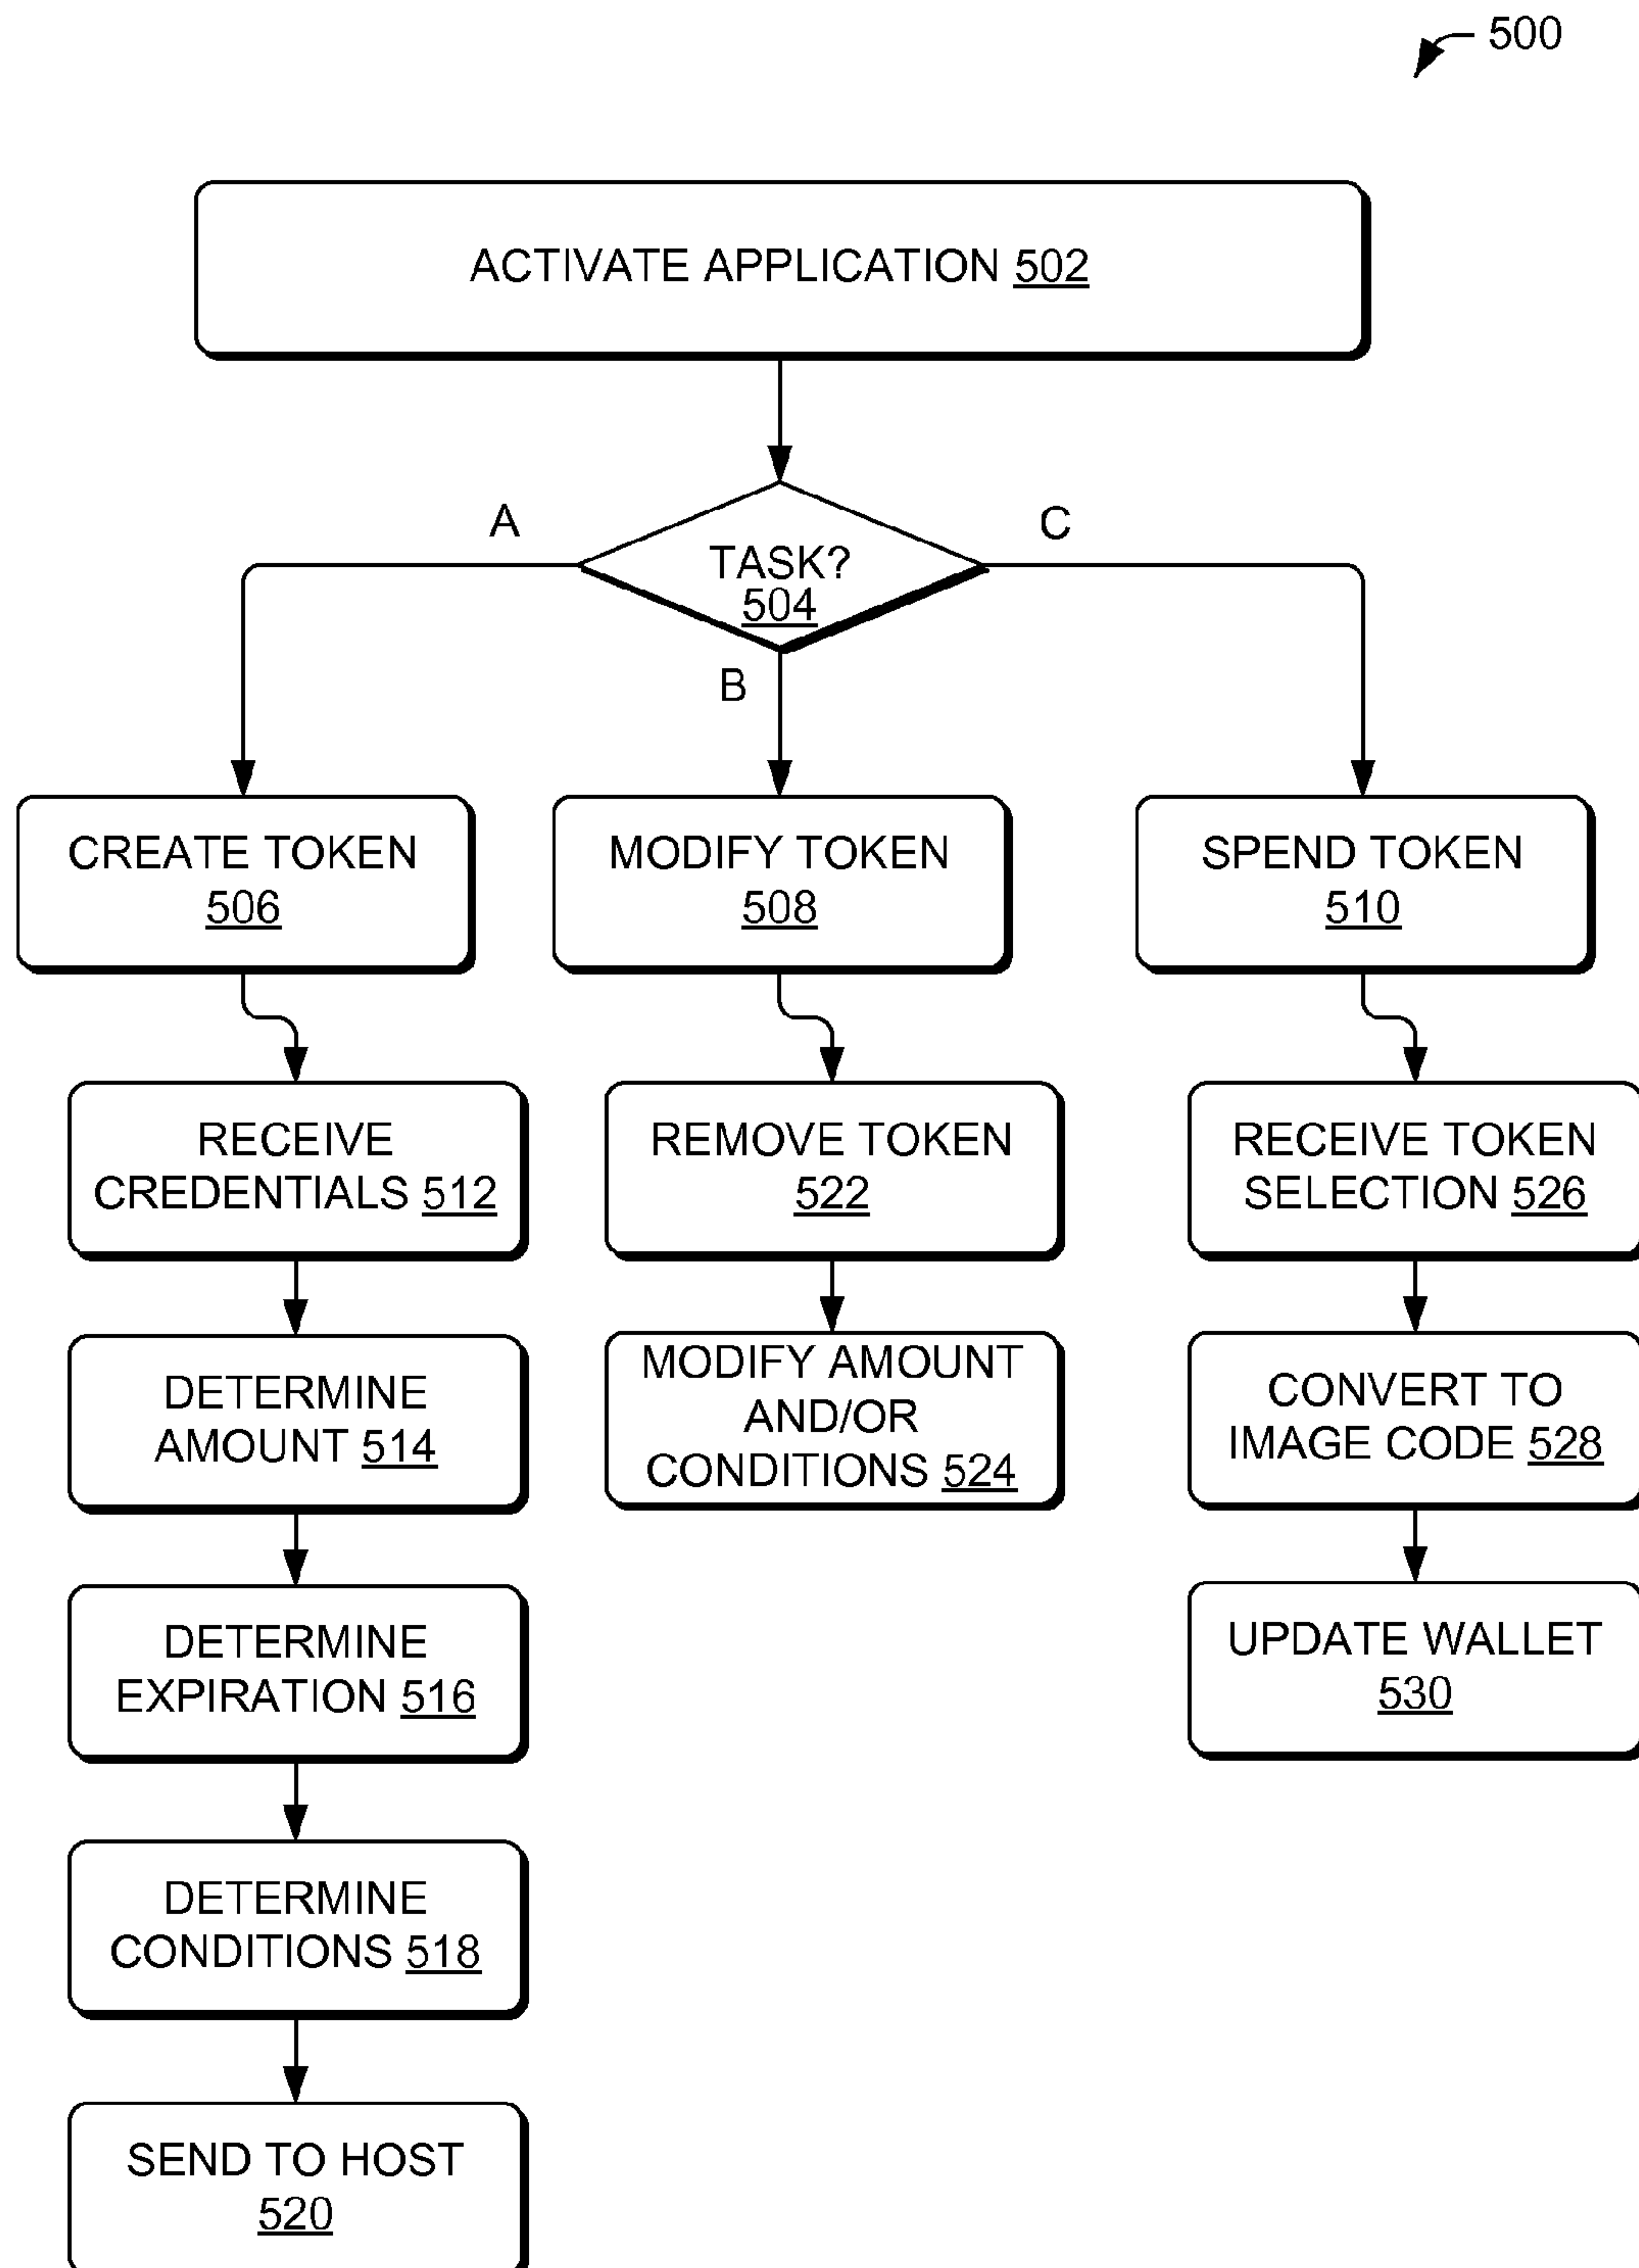 500
ACTIVATE APPLICATION 502
A
C
TASK?
504
B
CREATE TOKEN
506
MODIFY TOKEN
508
SPEND TOKEN
510
RECEIVE
CREDENTIALS 512
REMOVE TOKEN
522
RECEIVE TOKEN
SELECTION 526
DETERMINE
AMOUNT 514
MODIFY AMOUNT
AND/OR
CONDITIONS 524
CONVERT TO
IMAGE CODE 528
DETERMINE
EXPIRATION 516
UPDATE WALLET
530
DETERMINE
CONDITIONS 518
SEND TO HOST
520